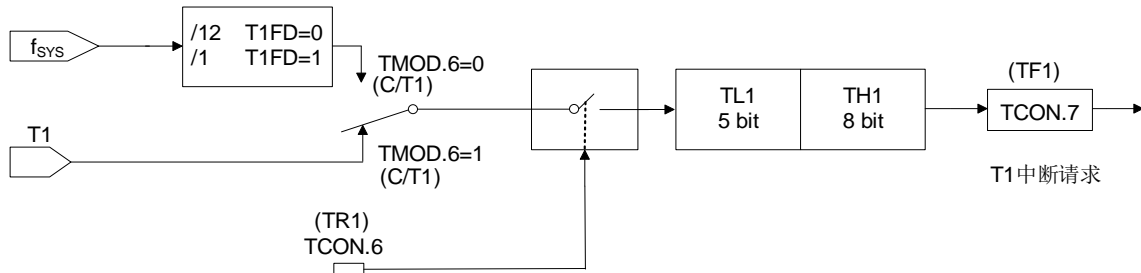 fSYS
/12 T1FD=0
/1 T1FD=1
TMOD.6=0
(C/T1)
T1
TMOD.6=1
(C/T1)
(TR1)
TCON.6
TL1
5 bit
TH1
8 bit
(TF1)
TCON.7
T1中断请求